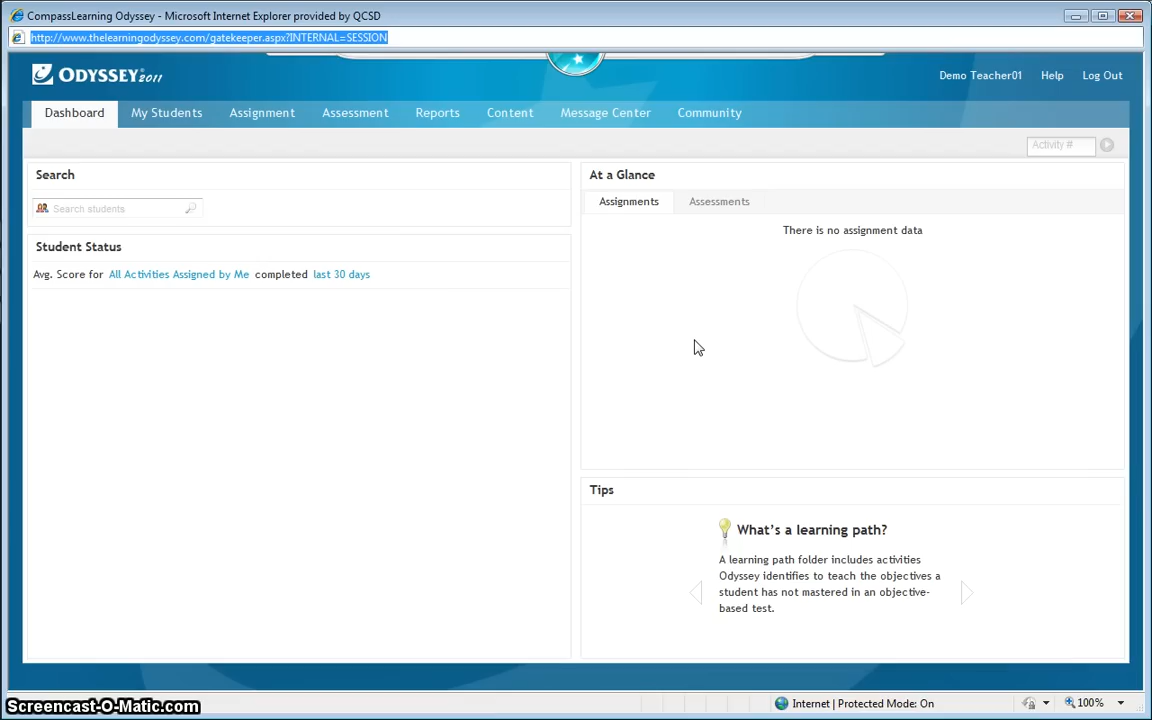 CompassLearning Odyssey - Microsoft Internet Explorer provided by QCSD
http://www.thelearningodyssey.com/gatekeeper.aspx?INTERNAL=SESSION
ODYSSEY® 2011
Demo Teacher01 Help Log Out
Dashboard My Students Assignment Assessment Reports Content Message Center Community
Activity #
Search
Search students
Student Status
Avg. Score for All Activities Assigned by Me completed last 30 days
At a Glance
Assignments Assessments
There is no assignment data
Tips
What's a learning path?
A learning path folder includes activities
Odyssey identifies to teach the objectives a
student has not mastered in an objective-
based test.
Screencast-O-Matic.com
Internet | Protected Mode: On
100%